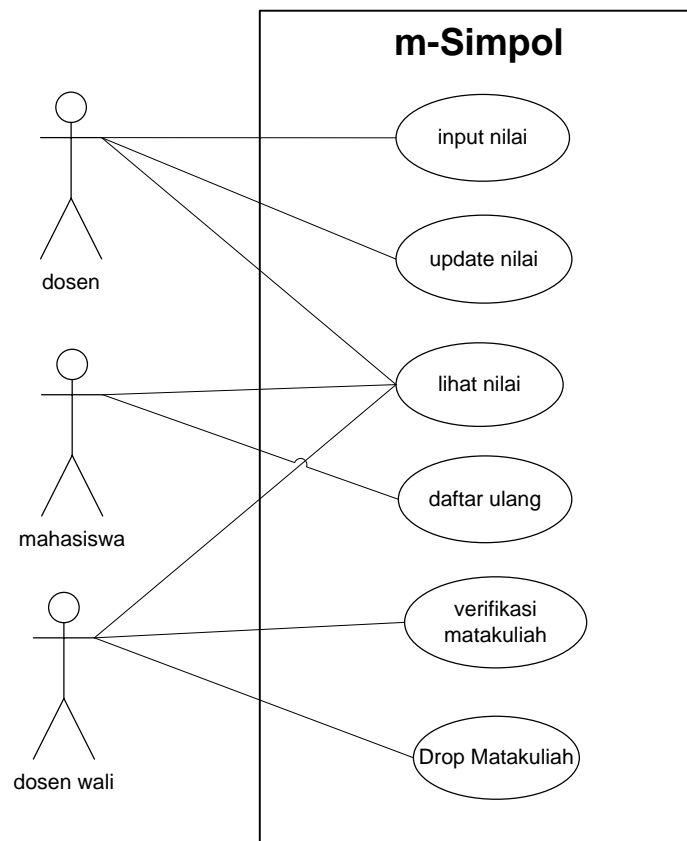 m-Simpol
input nilai
update nilai
dosen
lihat nilai
daftar ulang
mahasiswa
verifikasi
matakuliah
Drop Matakuliah
dosen wali